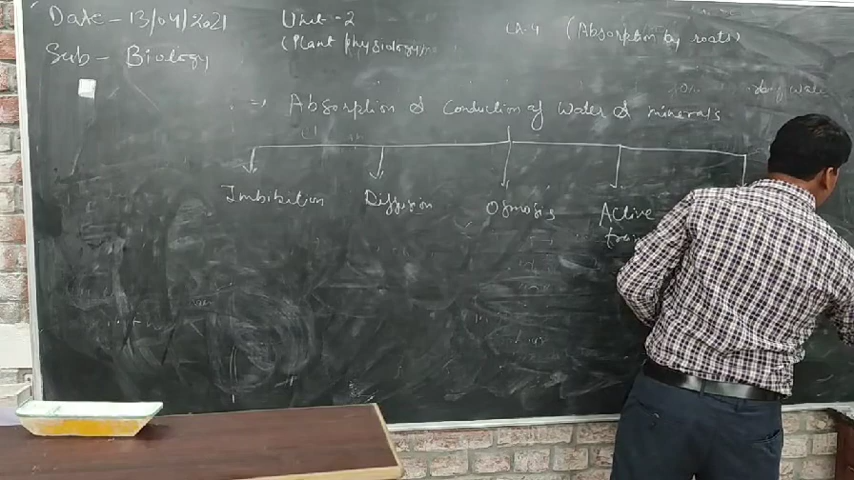 Date - 13/04/2021
Unit - 2
LA-4 (Absorption by roots)
Sub - Biology
(Plant physiology
→ Absorption & Conduction of Water & minerals
Imbibition
Diffusion
Osmosis
Active